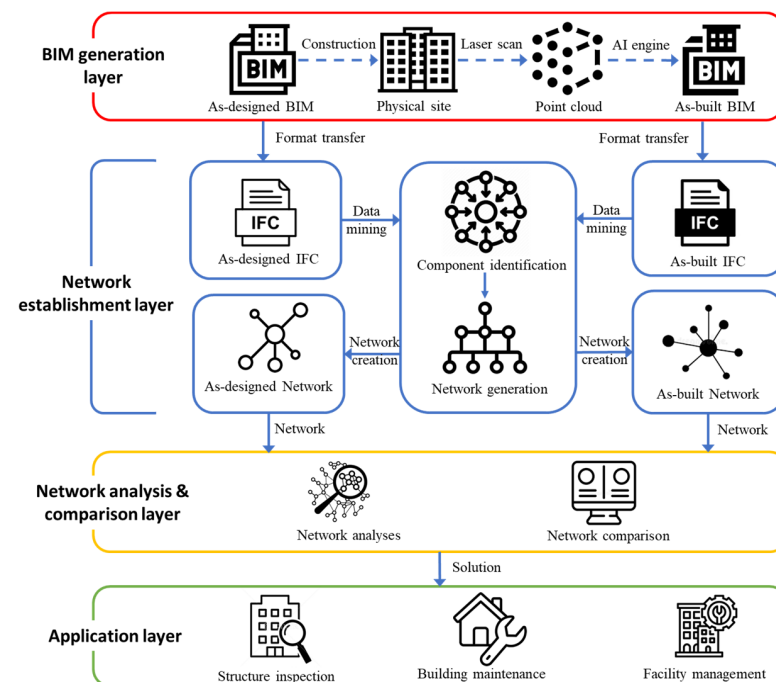 BIM generation
layer
BIM
Construction
Laser scan
AI engine
BIM
As-designed BIM
Physical site
Point cloud
As-built BIM
Format transfer
Format transfer
Network
establishment layer
IFC
As-designed IFC
Data
mining
Component identification
Data
mining
IFC
As-built IFC
As-designed Network
Network
creation
Network generation
Network
creation
As-built Network
Network
Network
Network analysis &
comparison layer
Network analyses
Network comparison
Solution
Application layer
Structure inspection
Building maintenance
Facility management